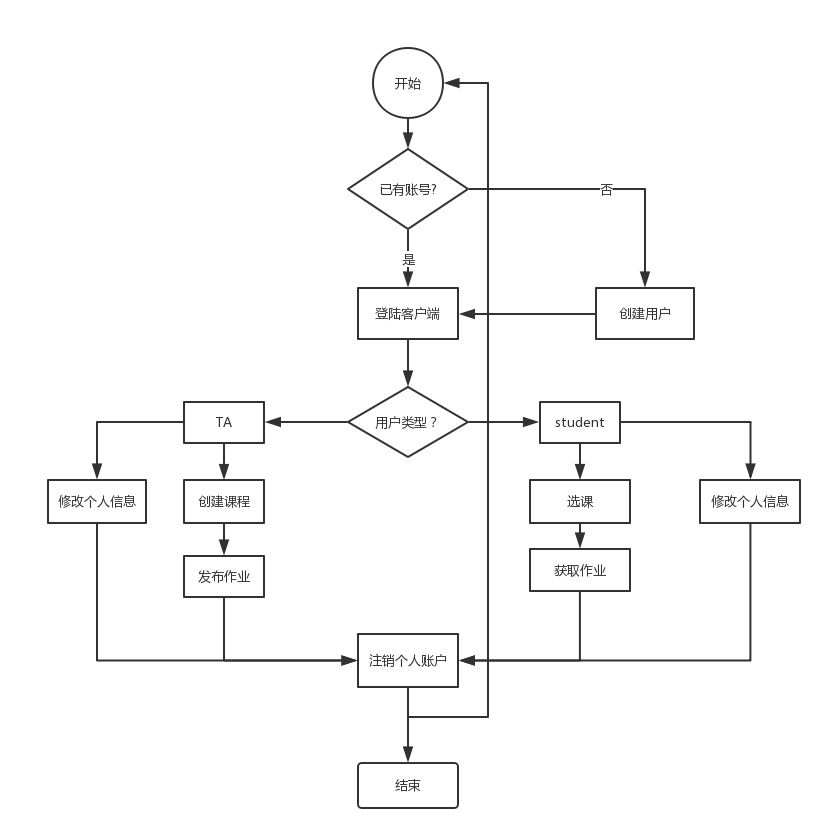 开始
已有账号?
否
是
登陆客户端
创建用户
TA
用户类型？
student
修改个人信息
创建课程
选课
修改个人信息
发布作业
获取作业
注销个人账户
结束